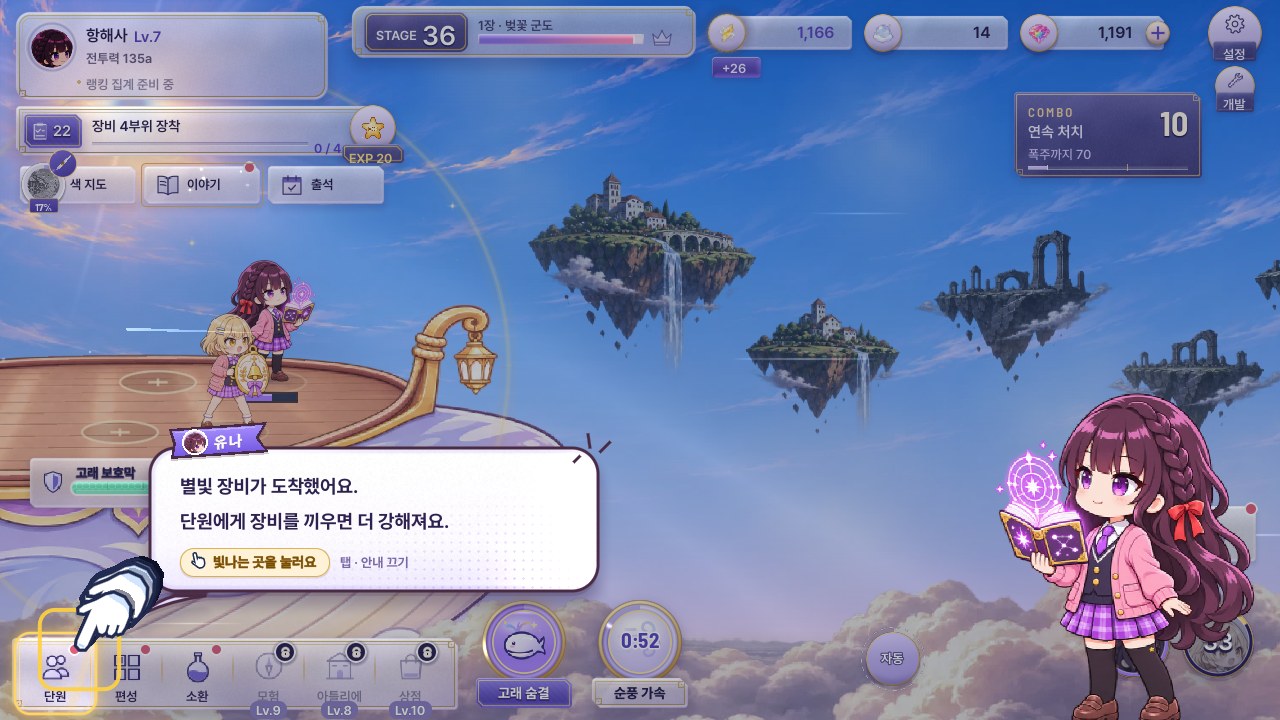 항해사 Lv.7
전투력 135a
* 랭킹 집계 준비 중
STAGE 36
1장 · 벚꽃 군도
1,166
+26
14
1,191
설정
개발
22
장비 4부위 장착
0 / 4
EXP 20
색 지도
17%
이야기
출석
COMBO
연속 처치
10
폭주까지 70
고래 보호막
유나
별빛 장비가 도착했어요.
단원에게 장비를 끼우면 더 강해져요.
빛나는 곳을 눌러요
탭 · 안내 끄기
단원
편성
소환
모험
Lv.9
아틀리에
Lv.8
상점
Lv.10
고래 숨결
0:52
순풍 가속
자동